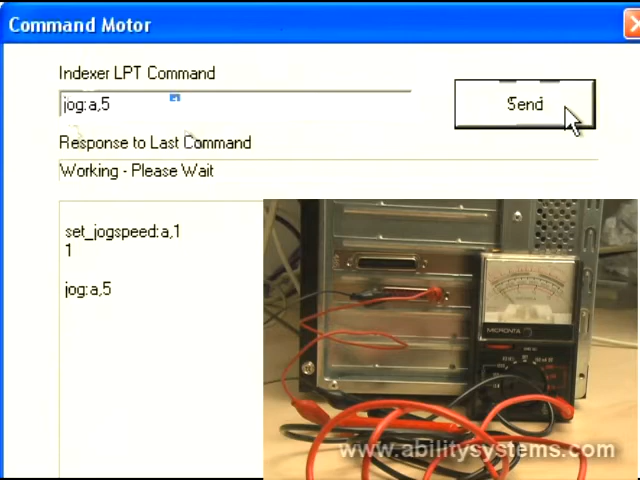 Command Motor
Indexer LPT Command
jog:a,5
Send
Response to Last Command
Working - Please Wait
set_jogspeed:a,1
1
jog:a,5
MICRONTA
www.abilitysystems.com